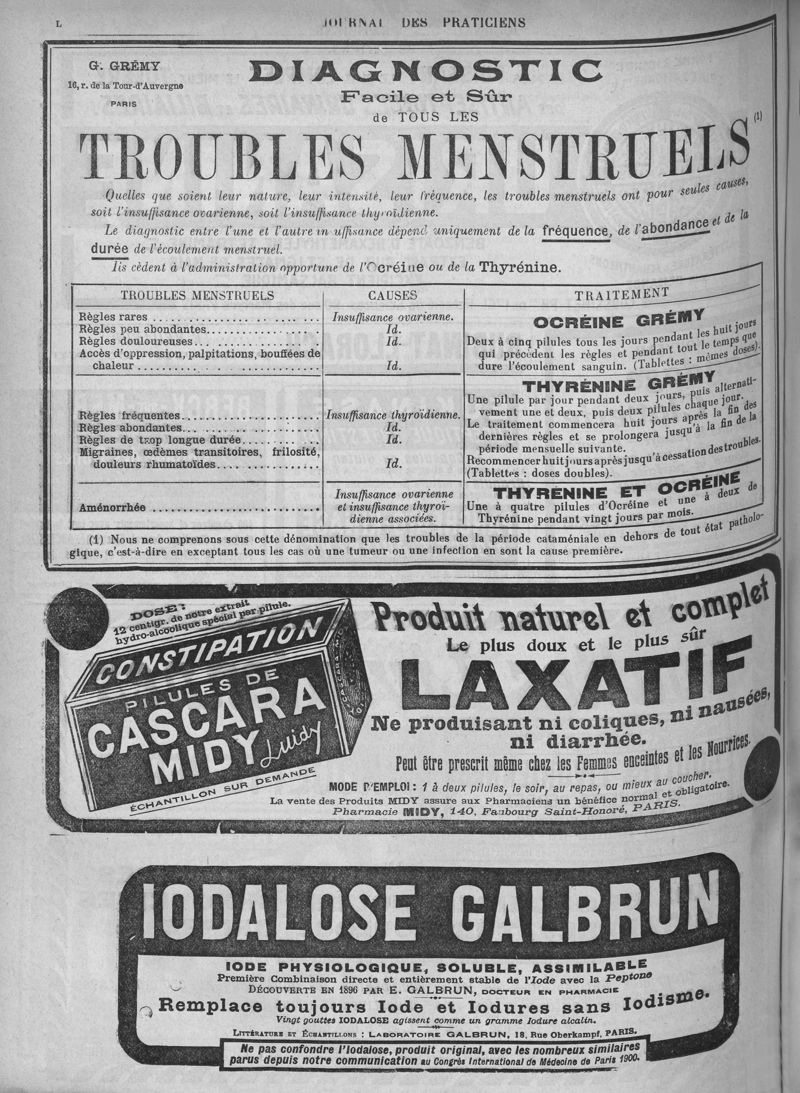 L
JOURNAL DES PRATICIENS
G. GRÉMY
16, r. de la Tour-d'Auvergne
PARIS
DIAGNOSTIC
Facile et Sûr
de TOUS LES
TROUBLES MENSTRUELS (1)
Quelles que soient leur nature, leur intensité, leur fréquence, les troubles menstruels ont pour seules causes,
soit l'insuffisance ovarienne, soit l'insuffisance thyroïdienne.
Le diagnostic entre l'une et l'autre in uffisance dépend uniquement de la fréquence, de l'abondance et de la
durée de l'écoulement menstruel.
Ils cèdent à l'administration opportune de l'Ocréine ou de la Thyrénine.
TROUBLES MENSTRUELS
CAUSES
TRAITEMENT
Règles rares
Insuffisance ovarienne.
Règles peu abondantes
Id.
Règles douloureuses
Id.
Accès d'oppression, palpitations, bouffées de
chaleur
Id.
OCRÉINE GRÉMY
Deux à cinq pilules tous les jours pendant les huit jours
qui précèdent les règles et pendant tout le temps que
dure l'écoulement sanguin. (Tablettes : mêmes doses).
Règles fréquentes
Insuffisance thyroïdienne.
Règles abondantes
Id.
Règles de trop longue durée
Id.
Migraines, œdèmes transitoires, frilosité,
douleurs rhumatoïdes
Id.
THYRÉNINE GRÉMY
Une pilule par jour pendant deux jours, puis alternati-
vement une et deux, puis deux pilules chaque jour.
Le traitement commencera huit jours après la fin des
dernières règles et se prolongera jusqu'à la fin de la
période mensuelle suivante.
Recommencer huit jours après jusqu'à cessation des troubles.
(Tablettes : doses doubles).
Aménorrhée
Insuffisance ovarienne
et insuffisance thyroï-
dienne associées.
THYRÉNINE ET OCRÉINE
Une à quatre pilules d'Ocréine et une à deux de
Thyrénine pendant vingt jours par mois.
(1) Nous ne comprenons sous cette dénomination que les troubles de la période cataméniale en dehors de tout état patholo-
gique, c'est-à-dire en exceptant tous les cas où une tumeur ou une infection en sont la cause première.
DOSE:
12 centigr. de notre extrait
hydro-alcoolique spécial par pilule.
CONSTIPATION
PILULES DE
CASCARA
MIDY
Midy
ÉCHANTILLON SUR DEMANDE
Produit naturel et complet
Le plus doux et le plus sûr
LAXATIF
Ne produisant ni coliques, ni nausées,
ni diarrhée.
Peut être prescrit même chez les Femmes enceintes et les Nourrices.
MODE D'EMPLOI : 1 à deux pilules, le soir, au repas, ou mieux au coucher.
La vente des Produits MIDY assure aux Pharmaciens un bénéfice normal et obligatoire.
Pharmacie MIDY, 140, Faubourg Saint-Honoré, PARIS.
IODALOSE GALBRUN
IODE PHYSIOLOGIQUE, SOLUBLE, ASSIMILABLE
Première Combinaison directe et entièrement stable de l'Iode avec la Peptone
DÉCOUVERTE EN 1896 PAR E. GALBRUN, DOCTEUR EN PHARMACIE
Remplace toujours Iode et Iodures sans Iodisme.
Vingt gouttes IODALOSE agissent comme un gramme Iodure alcalin.
LITTÉRATURE ET ÉCHANTILLONS : LABORATOIRE GALBRUN, 18, Rue Oberkampf, PARIS.
Ne pas confondre l'Iodalose, produit original, avec les nombreux similaires
parus depuis notre communication au Congrès International de Médecine de Paris 1900.